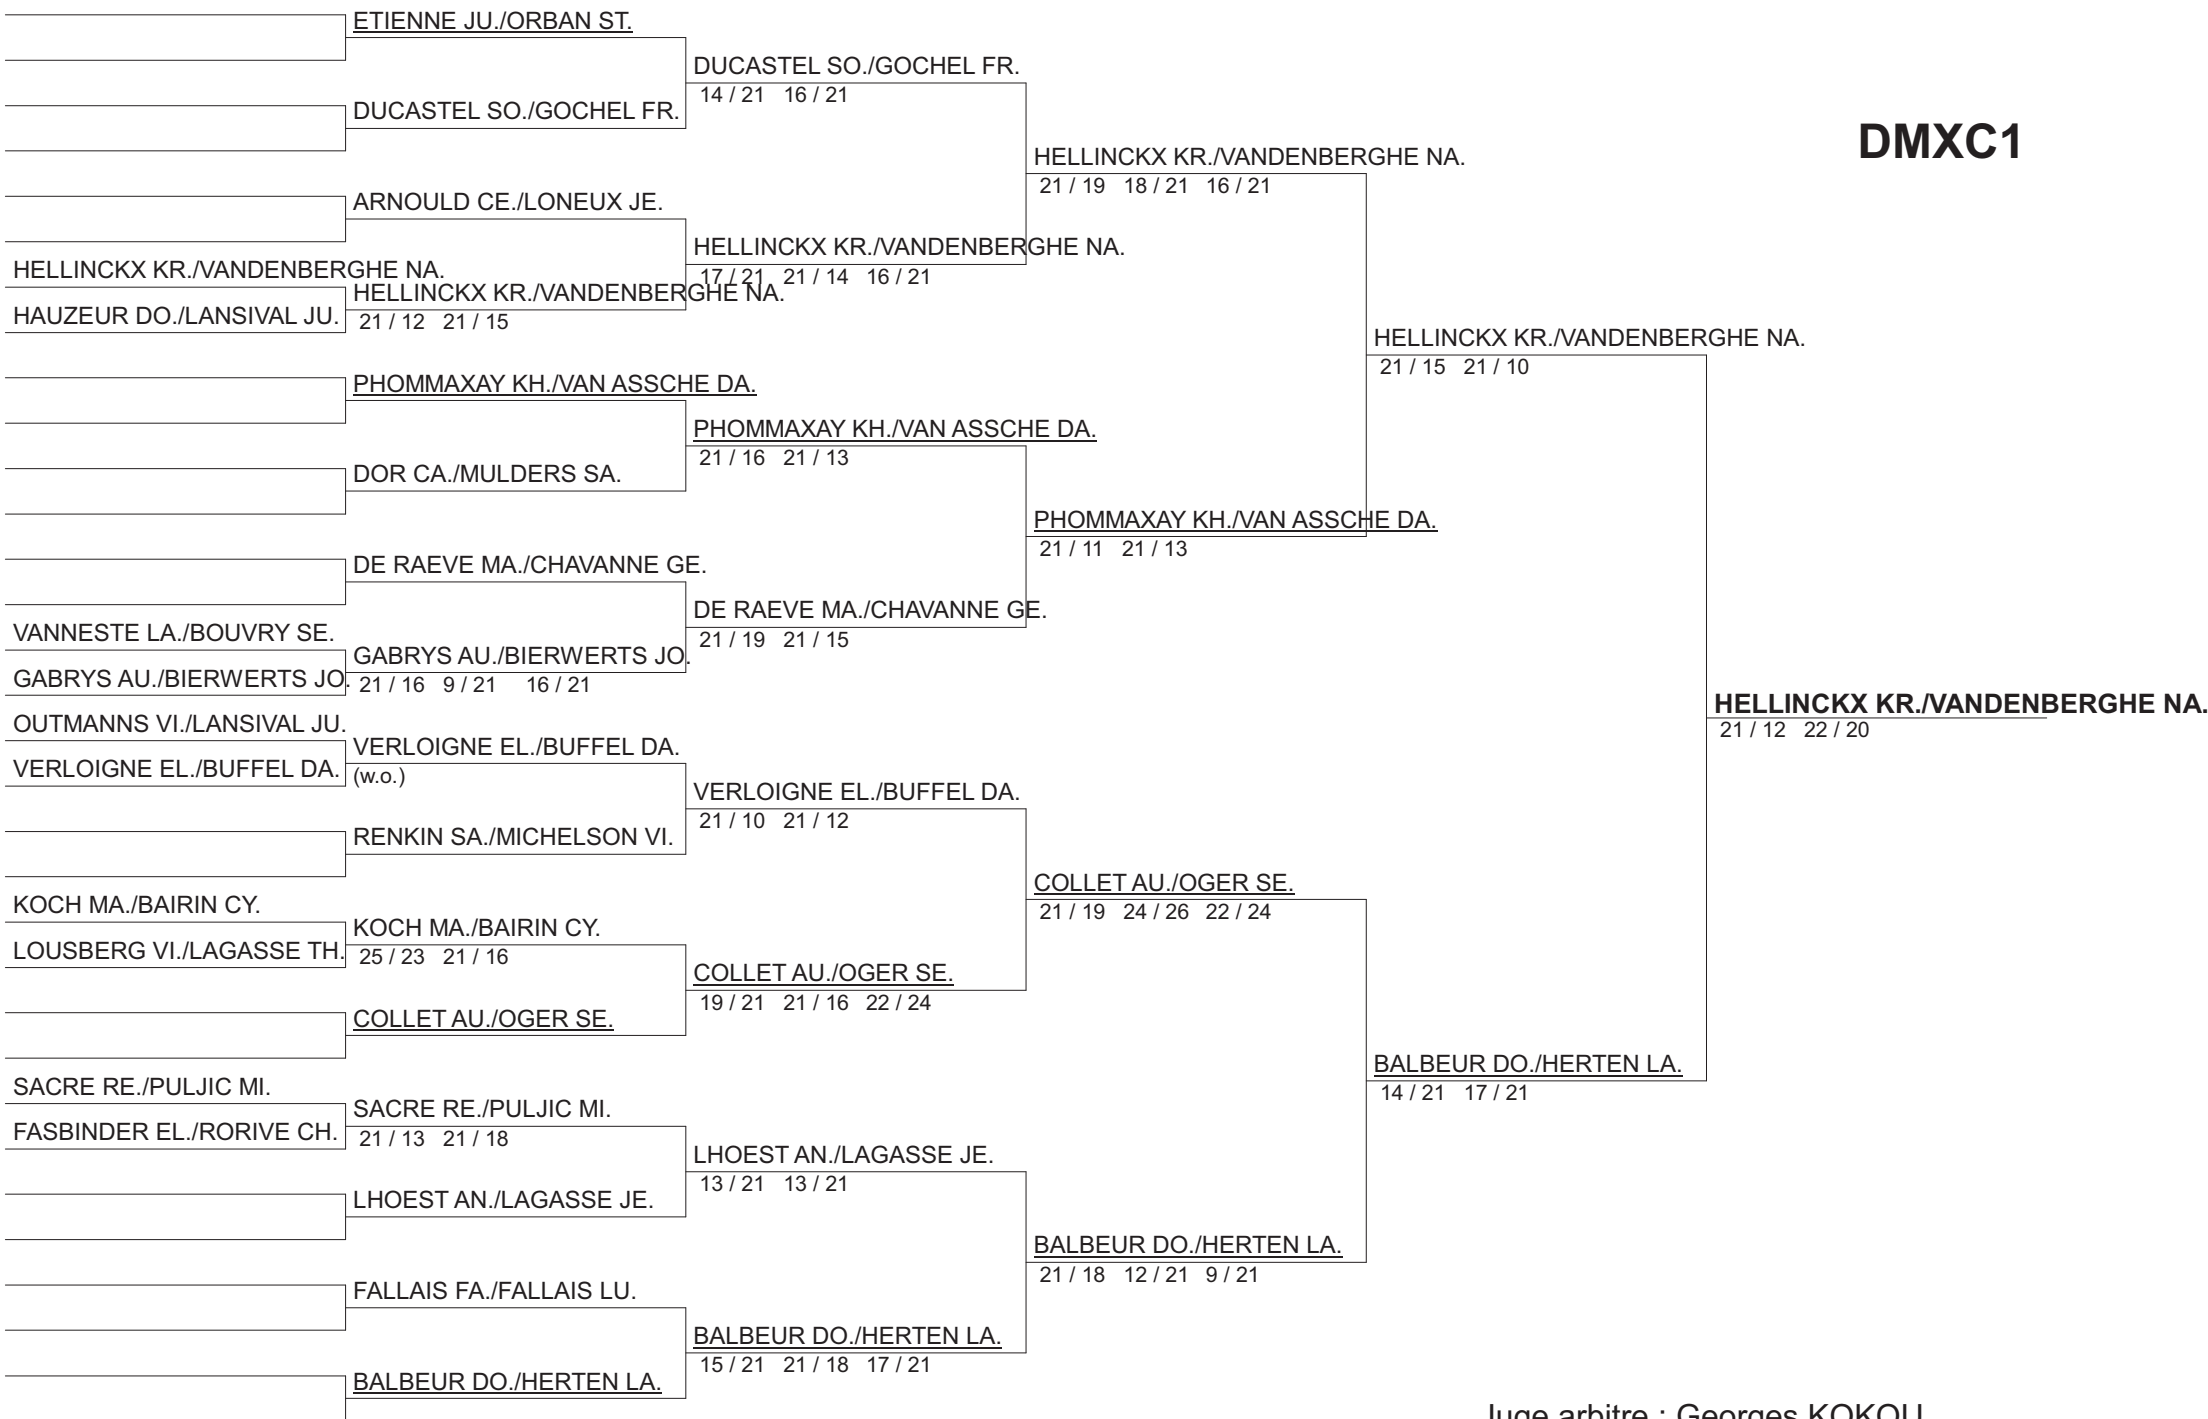 ETIENNE JU./ORBAN ST.
DUCASTEL SO./GOCHEL FR.
14 / 21 16 / 21
DUCASTEL SO./GOCHEL FR.
DMXC1
HELLINCKX KR./VANDENBERGHE NA.
21 / 19 18 / 21 16 / 21
ARNOULD CE./LONEUX JE.
HELLINCKX KR./VANDENBERGHE NA.
17 / 21 21 / 14 16 / 21
HELLINCKX KR./VANDENBERGHE NA.
HELLINCKX KR./VANDENBERGHE NA.
HAUZEUR DO./LANSIVAL JU.
21 / 12 21 / 15
HELLINCKX KR./VANDENBERGHE NA.
21 / 15 21 / 10
PHOMMAXAY KH./VAN ASSCHE DA.
PHOMMAXAY KH./VAN ASSCHE DA.
21 / 16 21 / 13
DOR CA./MULDERS SA.
PHOMMAXAY KH./VAN ASSCHE DA.
21 / 11 21 / 13
DE RAEVE MA./CHAVANNE GE.
DE RAEVE MA./CHAVANNE GE.
21 / 19 21 / 15
VANNESTE LA./BOUVRY SE.
GABRYS AU./BIERWERTS JO.
GABRYS AU./BIERWERTS JO.
21 / 16 9 / 21 16 / 21
HELLINCKX KR./VANDENBERGHE NA.
21 / 12 22 / 20
OUTMANNS VI./LANSIVAL JU.
VERLOIGNE EL./BUFFEL DA.
VERLOIGNE EL./BUFFEL DA.
(w.o.)
VERLOIGNE EL./BUFFEL DA.
21 / 10 21 / 12
RENKIN SA./MICHELSON VI.
COLLET AU./OGER SE.
21 / 19 24 / 26 22 / 24
KOCH MA./BAIRIN CY.
KOCH MA./BAIRIN CY.
LOUSBERG VI./LAGASSE TH.
25 / 23 21 / 16
COLLET AU./OGER SE.
19 / 21 21 / 16 22 / 24
COLLET AU./OGER SE.
BALBEUR DO./HERTEN LA.
14 / 21 17 / 21
SACRE RE./PULJIC MI.
SACRE RE./PULJIC MI.
FASBINDER EL./RORIVE CH.
21 / 13 21 / 18
LHOEST AN./LAGASSE JE.
13 / 21 13 / 21
LHOEST AN./LAGASSE JE.
BALBEUR DO./HERTEN LA.
21 / 18 12 / 21 9 / 21
FALLAIS FA./FALLAIS LU.
BALBEUR DO./HERTEN LA.
15 / 21 21 / 18 17 / 21
BALBEUR DO./HERTEN LA.
Juge arbitre : Georges KOKOU